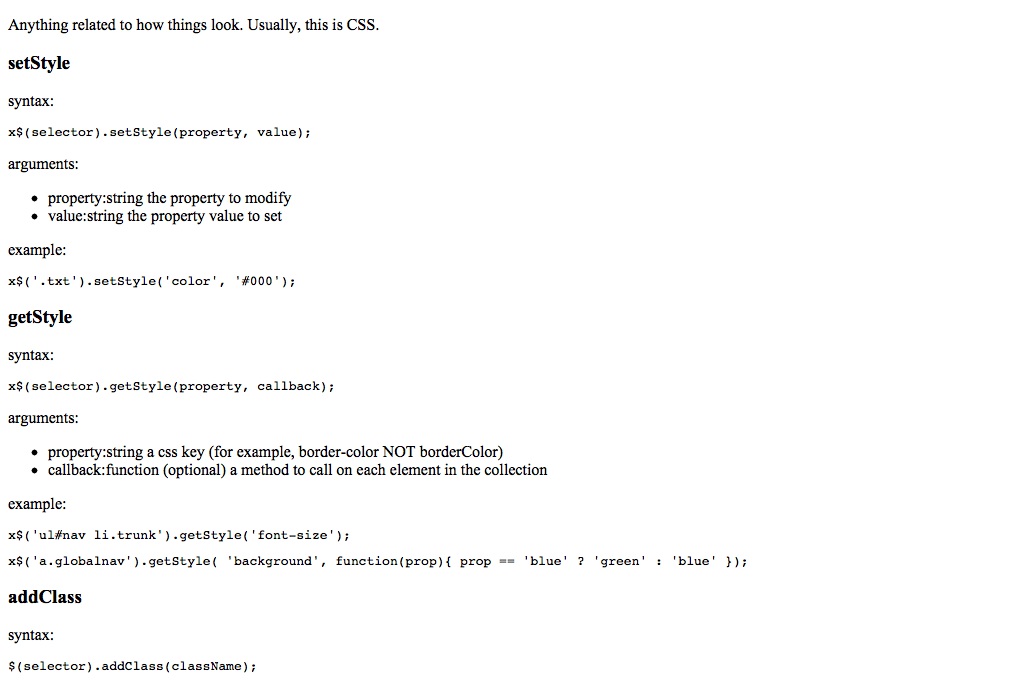 Anything related to how things look. Usually, this is CSS.
setStyle
syntax:
x$(selector).setStyle(property, value);
arguments:
• property:string the property to modify
• value:string the property value to set
example:
x$('.txt').setStyle('color', '#000');
getStyle
syntax:
x$(selector).getStyle(property, callback);
arguments:
• property:string a css key (for example, border-color NOT borderColor)
• callback:function (optional) a method to call on each element in the collection
example:
x$('ul#nav li.trunk').getStyle('font-size');
x$('a.globalnav').getStyle( 'background', function(prop){ prop == 'blue' ? 'green' : 'blue' });
addClass
syntax:
$(selector).addClass(className);